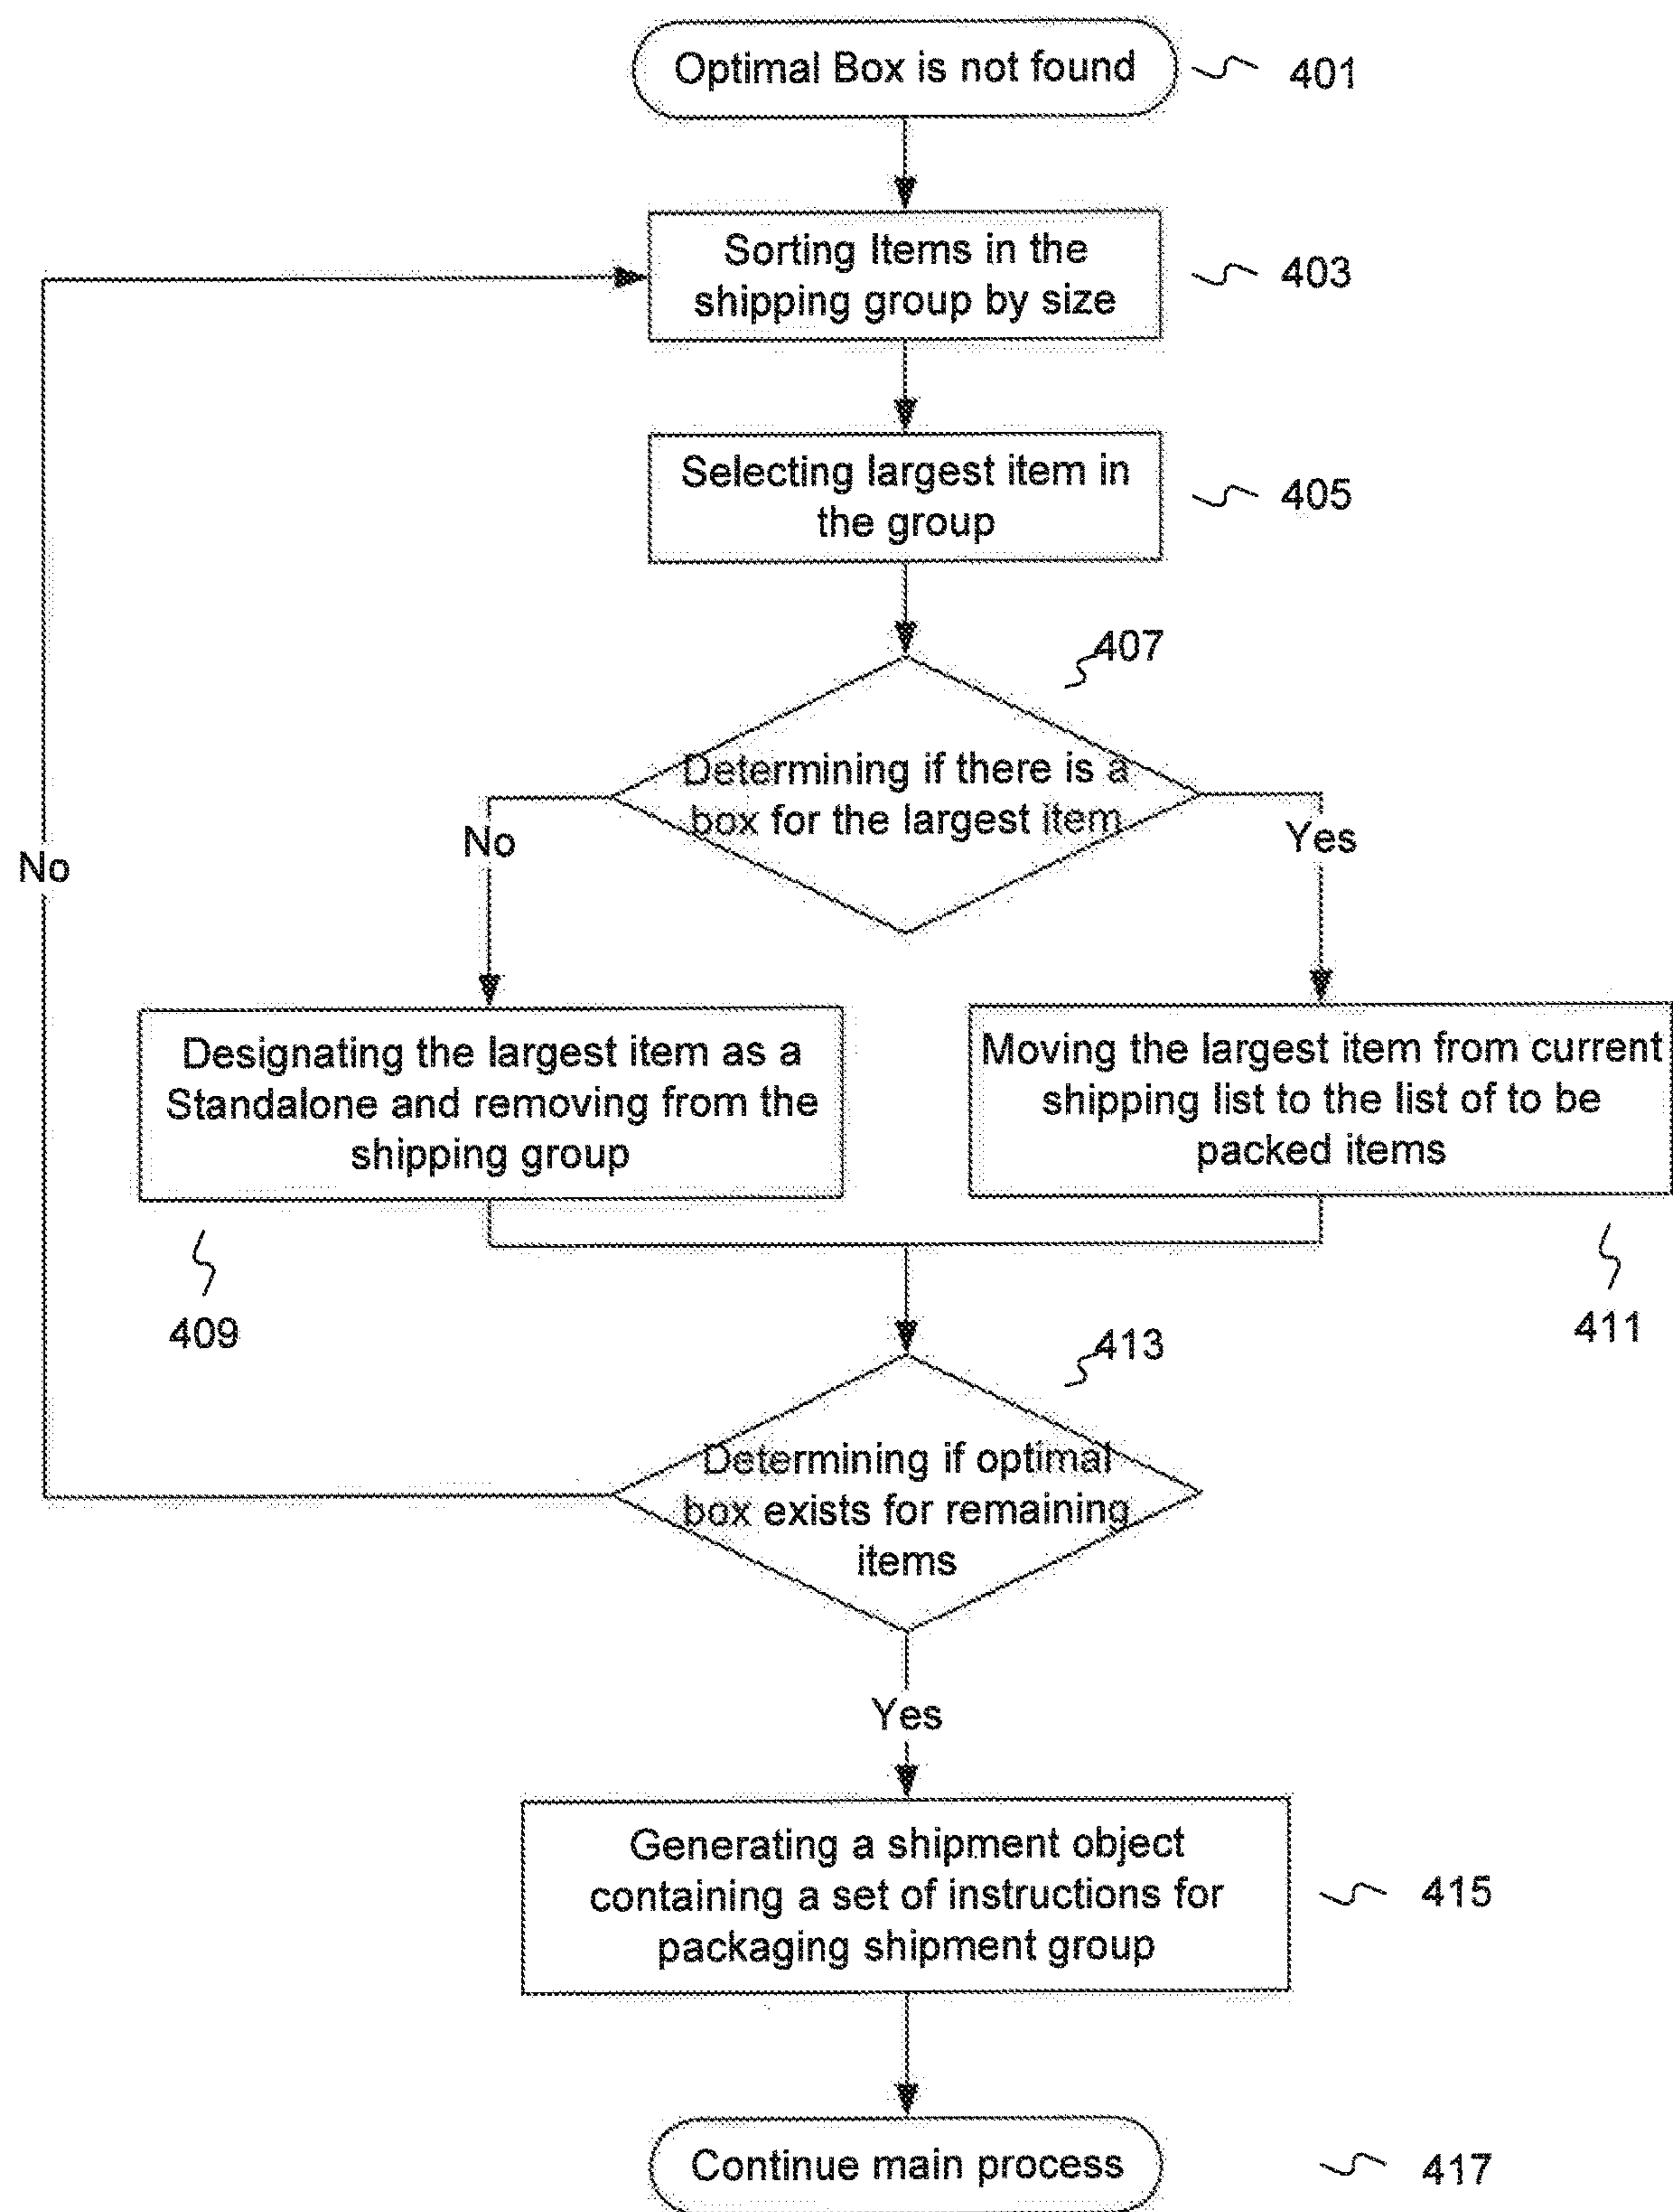 Optimal Box is not found
401
Sorting Items in the
shipping group by size
403
Selecting largest item in
the group
405
407
Determining if there is a
box for the largest item
No
Yes
No
Designating the largest item as a
Standalone and removing from the
shipping group
Moving the largest item from current
shipping list to the list of to be
packed items
409
411
413
Determining if optimal
box exists for remaining
items
Yes
Generating a shipment object
containing a set of instructions for
packaging shipment group
415
Continue main process
417